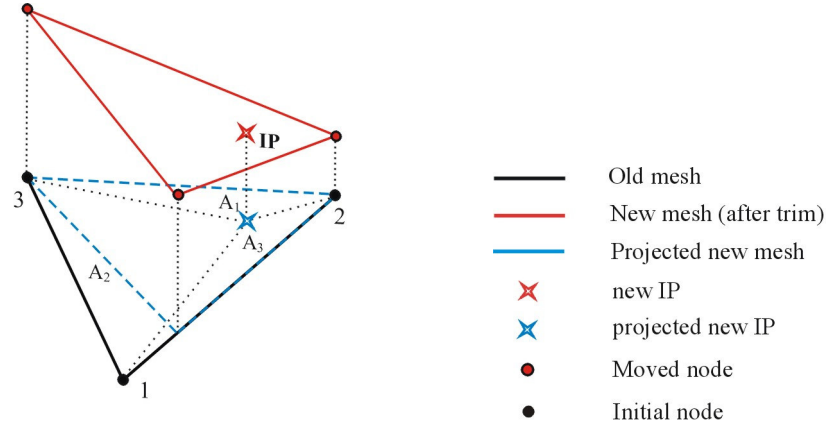 IP
A₁
3
2
A₃
A₂
1
Old mesh
New mesh (after trim)
Projected new mesh
new IP
projected new IP
Moved node
Initial node